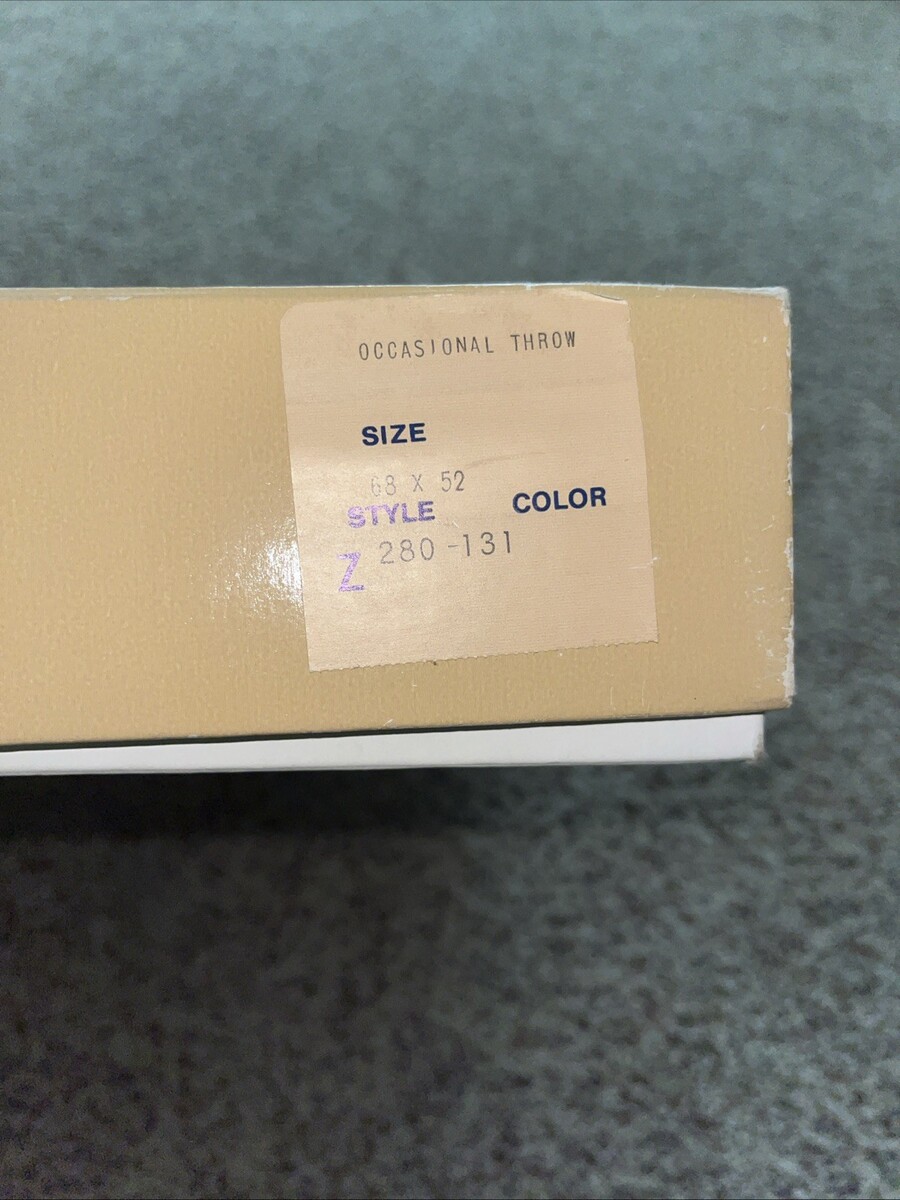 OCCASIONAL THROW
SIZE
68 X 52
STYLE COLOR
Z 280-131